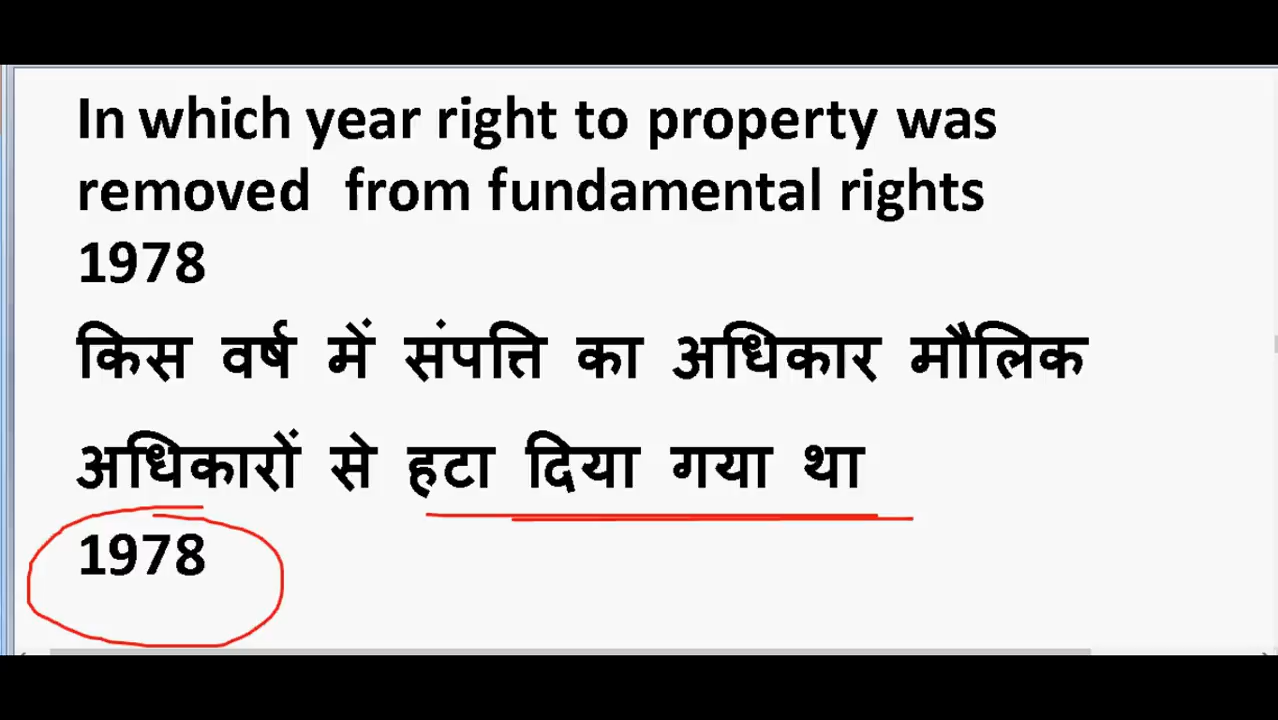 In which year right to property was
removed from fundamental rights
1978
किस वर्ष में संपत्ति का अधिकार मौलिक
अधिकारों से हटा दिया गया था
1978